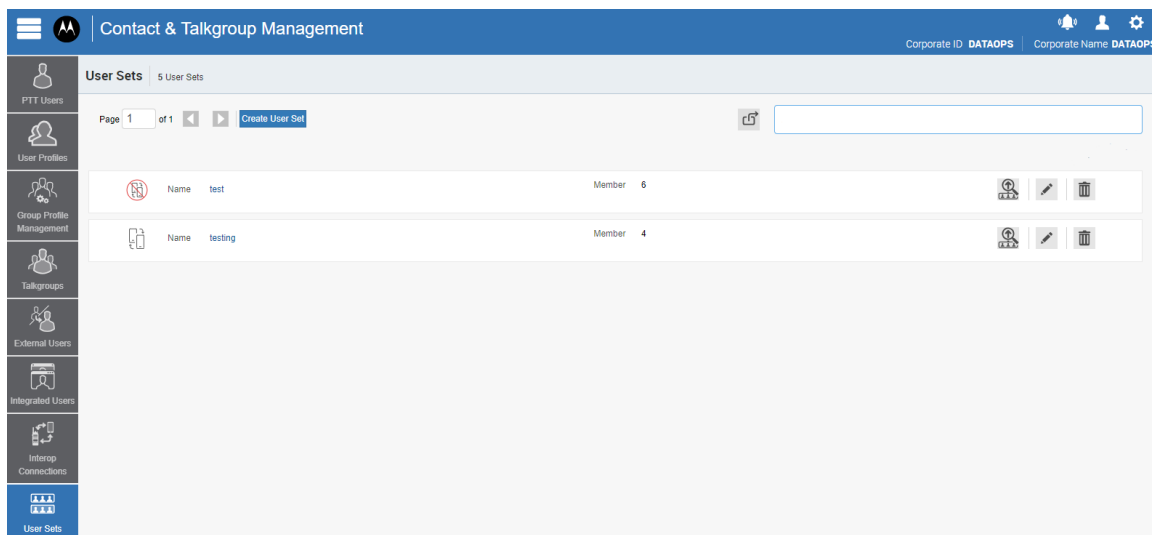 Contact & Talkgroup Management
Corporate ID DATAOPS Corporate Name DATAOPS
PTT Users
User Profiles
Group Profile
Management
Talkgroups
External Users
Integrated Users
Interop
Connections
User Sets
User Sets 5 User Sets
Page 1 of 1 Create User Set
Name test Member 6
Name testing Member 4